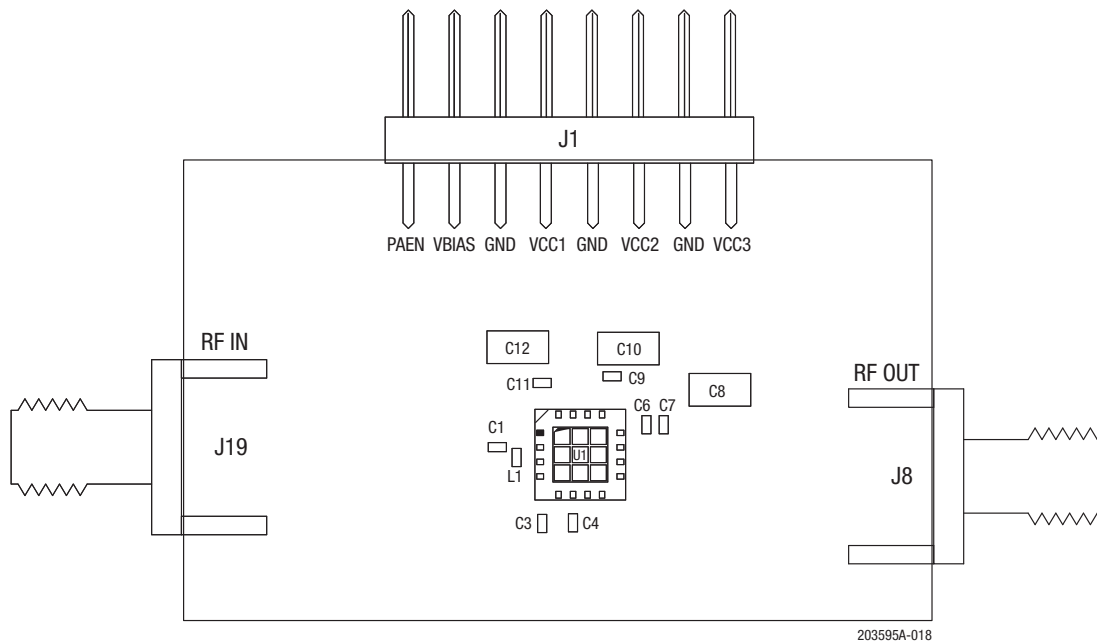 J1
PAEN VBIAS GND VCC1 GND VCC2 GND VCC3
RF IN
C12
C10
C11
C9
C8
RF OUT
C6 C7
C1
J19
L1
U1
J8
C3
C4
203595A-018